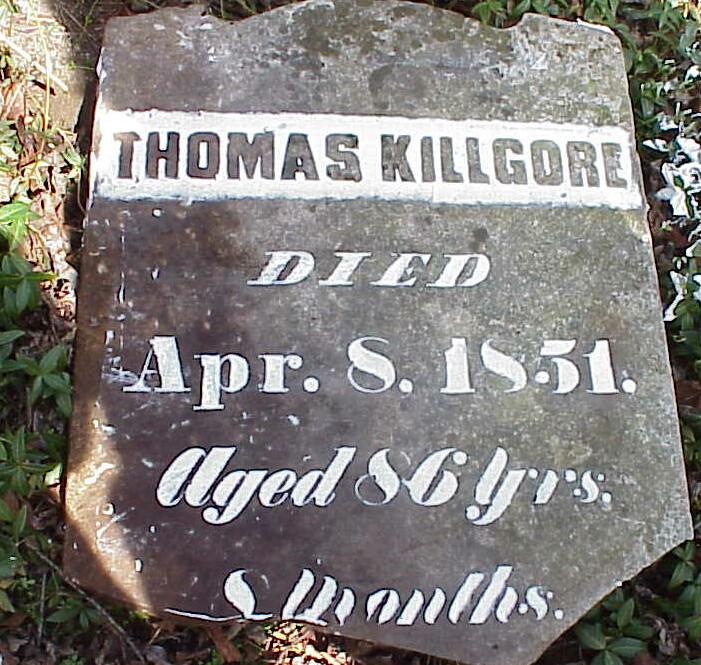 THOMAS KILLGORE
DIED
Apr. 8. 1851.
Aged 86 yrs.
months.